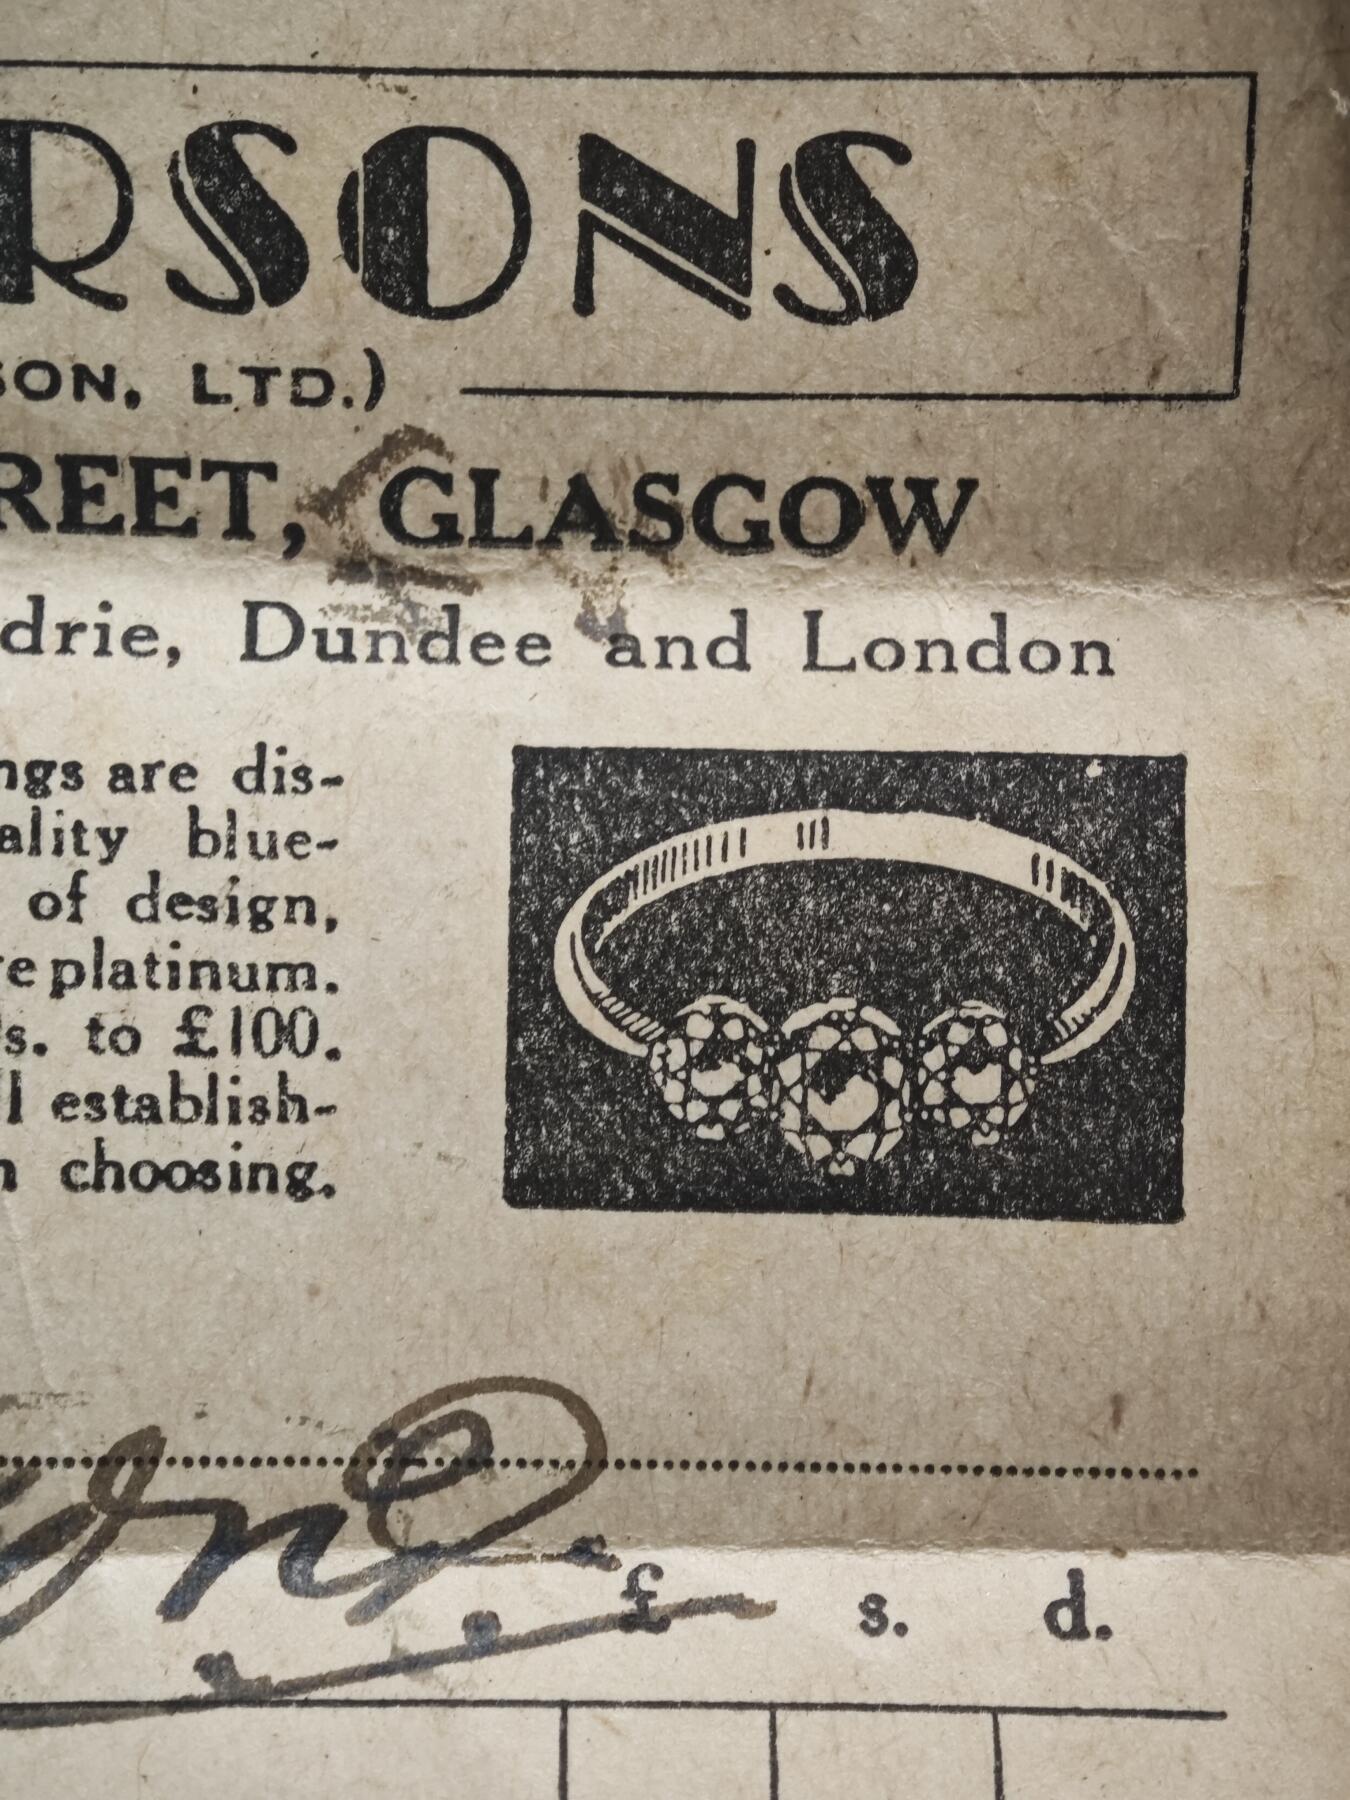 RSONS
SON, LTD.)
REET, GLASGOW
drie, Dundee and London
ngs are dis-
ality blue-
of design,
re platinum.
s. to £100.
l establish-
n choosing.
£ s. d.